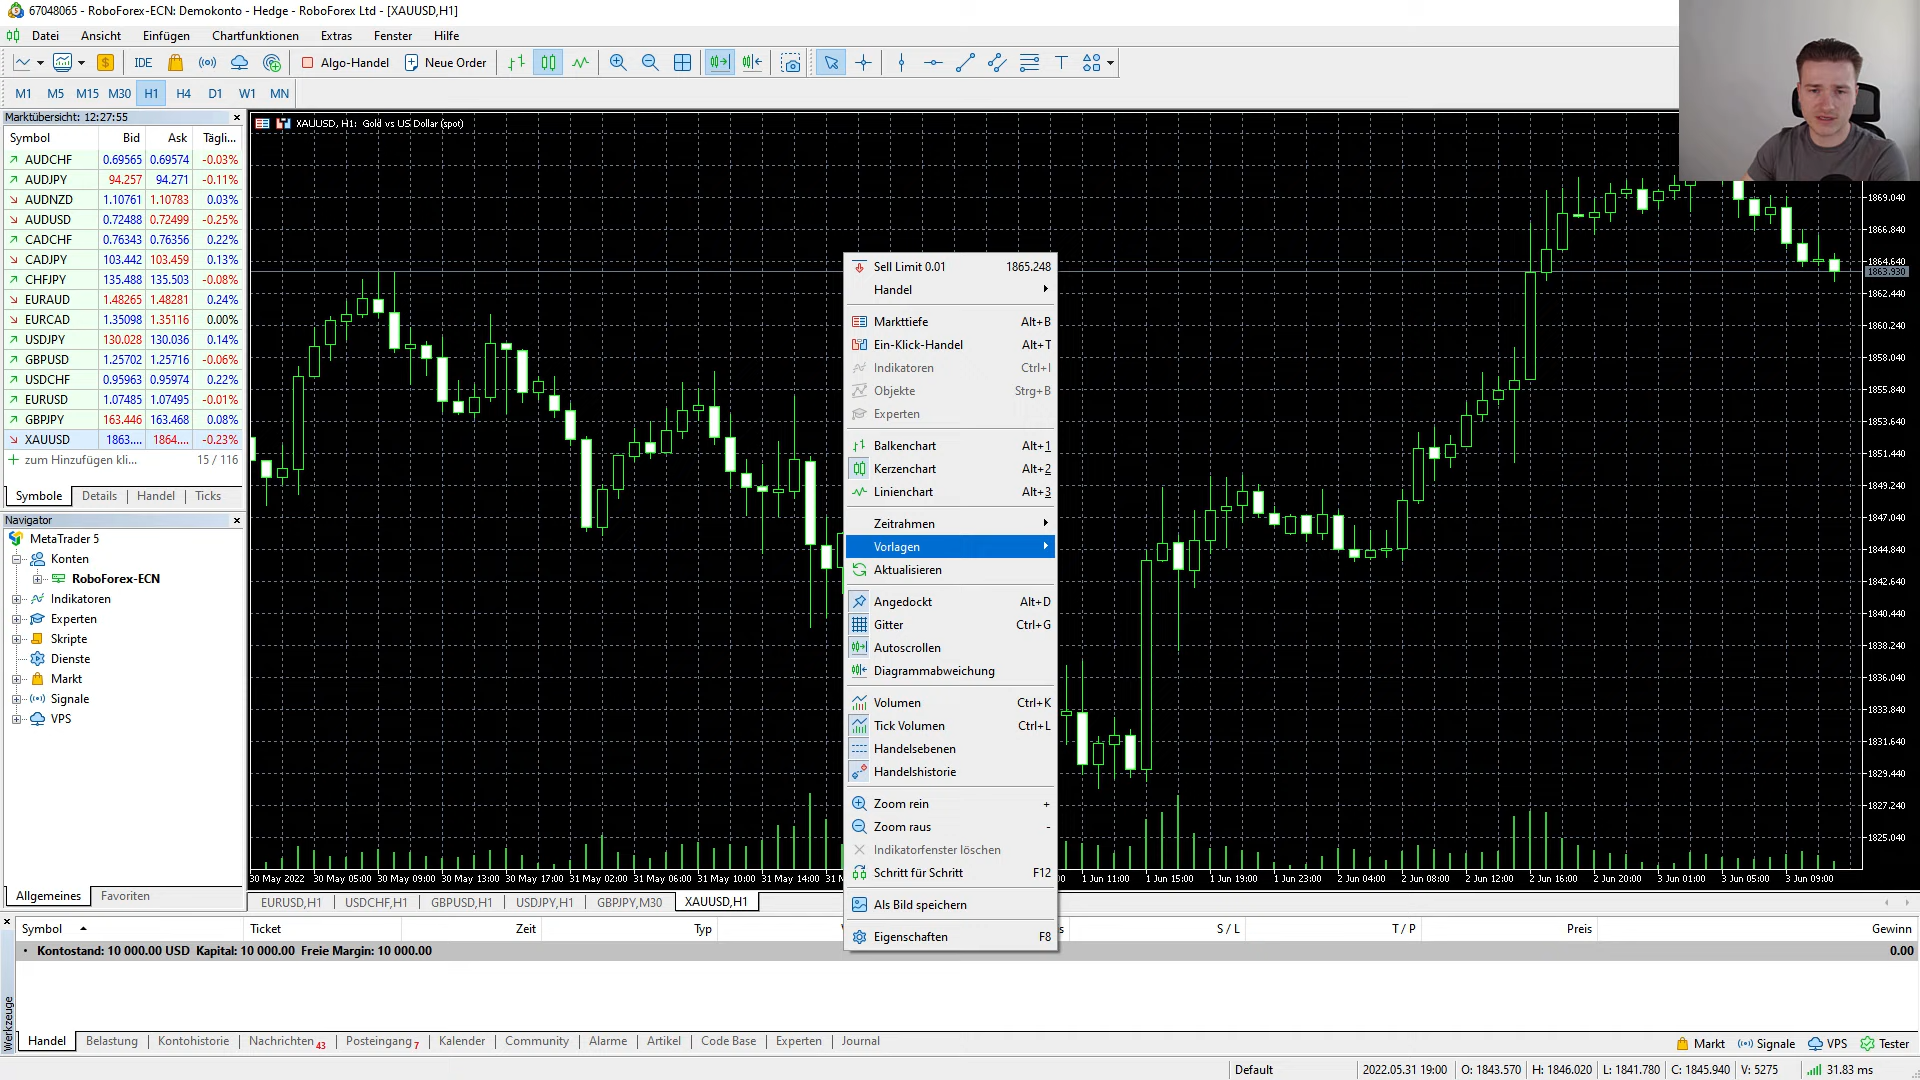 67048065 - RoboForex-ECN: Demokonto - Hedge - RoboForex Ltd - [XAUUSD,H1]
Datei Ansicht Einfügen Chartfunktionen Extras Fenster Hilfe
IDE Algo-Handel Neue Order
M1 M5 M15 M30 H1 H4 D1 W1 MN
Marktübersicht: 12:27:55
Symbol Bid Ask Tägli...
AUDCHF 0.69565 0.69574 -0.03%
AUDJPY 94.257 94.271 -0.11%
AUDNZD 1.10761 1.10783 0.03%
AUDUSD 0.72488 0.72499 -0.25%
CADCHF 0.76343 0.76356 0.22%
CADJPY 103.442 103.459 0.13%
CHFJPY 135.488 135.503 -0.08%
EURAUD 1.48265 1.48281 0.24%
EURCAD 1.35098 1.35116 0.00%
USDJPY 130.028 130.036 0.14%
GBPUSD 1.25702 1.25716 -0.06%
USDCHF 0.95963 0.95974 0.22%
EURUSD 1.07485 1.07495 -0.01%
GBPJPY 163.446 163.468 0.08%
XAUUSD 1863.... 1864.... -0.23%
+ zum Hinzufügen kli... 15 / 116
Symbole Details Handel Ticks
Navigator
MetaTrader 5
Konten
RoboForex-ECN
Indikatoren
Experten
Skripte
Dienste
Markt
Signale
VPS
Allgemeines Favoriten
XAUUSD, H1: Gold vs US Dollar (spot)
Sell Limit 0.01 1865.248
Handel
Markttiefe Alt+B
Ein-Klick-Handel Alt+T
Indikatoren Ctrl+I
Objekte Strg+B
Experten
Balkenchart Alt+1
Kerzenchart Alt+2
Linienchart Alt+3
Zeitrahmen
Vorlagen
Aktualisieren
Angedockt Alt+D
Gitter Ctrl+G
Autoscrollen
Diagrammabweichung
Volumen Ctrl+K
Tick Volumen Ctrl+L
Handelsebenen
Handelshistorie
Zoom rein +
Zoom raus -
Indikatorfenster löschen
Schritt für Schritt F12
Als Bild speichern
Eigenschaften F8
1869.040
1866.840
1864.640
1863.930
1862.440
1860.240
1858.040
1855.840
1853.640
1851.440
1849.240
1847.040
1844.840
1842.640
1840.440
1838.240
1836.040
1833.840
1831.640
1829.440
1827.240
1825.040
30 May 2022 30 May 05:00 30 May 09:00 30 May 13:00 30 May 17:00 31 May 02:00 31 May 06:00 31 May 10:00 31 May 14:00 1 Jun 11:00 1 Jun 15:00 1 Jun 19:00 1 Jun 23:00 2 Jun 04:00 2 Jun 08:00 2 Jun 12:00 2 Jun 16:00 2 Jun 20:00 3 Jun 01:00 3 Jun 05:00 3 Jun 09:00
EURUSD,H1 USDCHF,H1 GBPUSD,H1 USDJPY,H1 GBPJPY,M30 XAUUSD,H1
Symbol Ticket Zeit Typ S / L T / P Preis Gewinn
Kontostand: 10 000.00 USD Kapital: 10 000.00 Freie Margin: 10 000.00 0.00
Werkzeuge
Handel Belastung Kontohistorie Nachrichten 43 Posteingang 7 Kalender Community Alarme Artikel Code Base Experten Journal
Markt Signale VPS Tester
Default 2022.05.31 19:00 O: 1843.570 H: 1846.020 L: 1841.780 C: 1845.940 V: 5275 31.83 ms